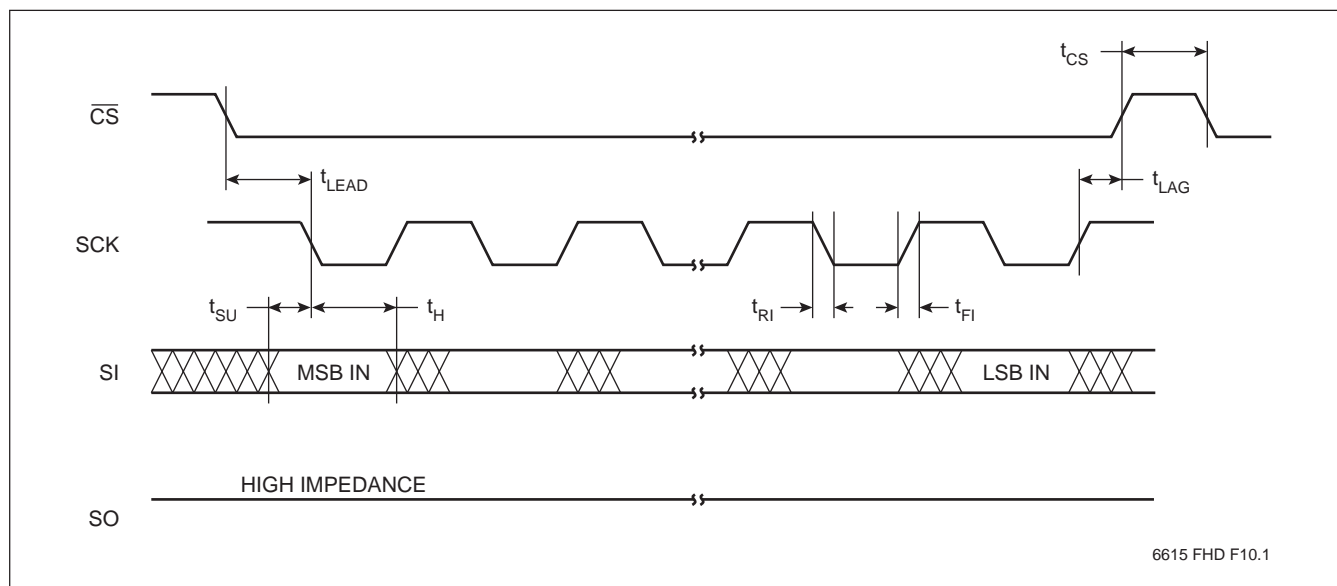 tCS
CS
tLEAD
tLAG
SCK
tSU
tH
tRI
tFI
SI
MSB IN
LSB IN
HIGH IMPEDANCE
SO
6615 FHD F10.1